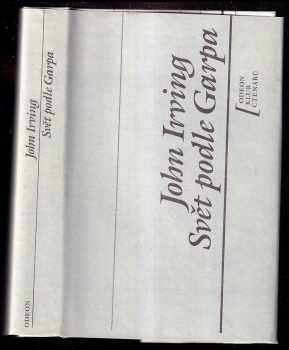 John Irving
Svět podle Garpa
ODEON
John Irving
Svět podle Garpa
ODEON
KLUB
ČTENÁŘŮ